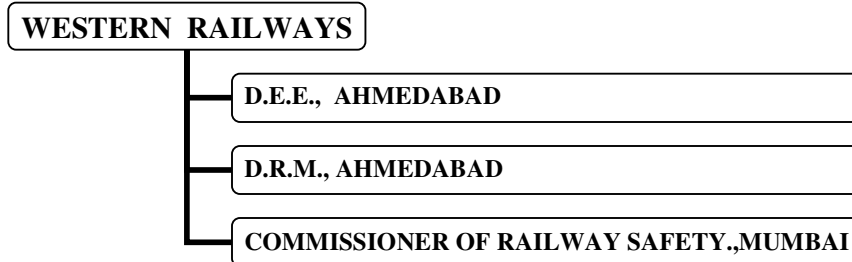 WESTERN RAILWAYS
D.E.E., AHMEDABAD
D.R.M., AHMEDABAD
COMMISSIONER OF RAILWAY SAFETY.,MUMBAI